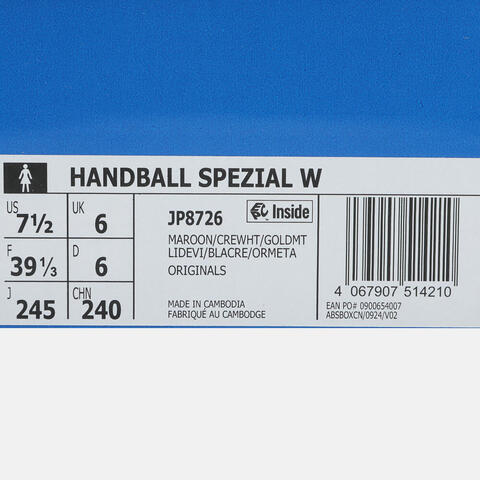 HANDBALL SPEZIAL W
US 7½ UK 6
F 39⅓ D 6
J 245 CHN 240
JP8726 Inside
MAROON/CREWHT/GOLDMT
LIDEVI/BLACRE/ORMETA
ORIGINALS
MADE IN CAMBODIA
FABRIQUÉ AU CAMBODGE
4 067907 514210
EAN PO# 0900654007
ABSBOXCN/0924/V02